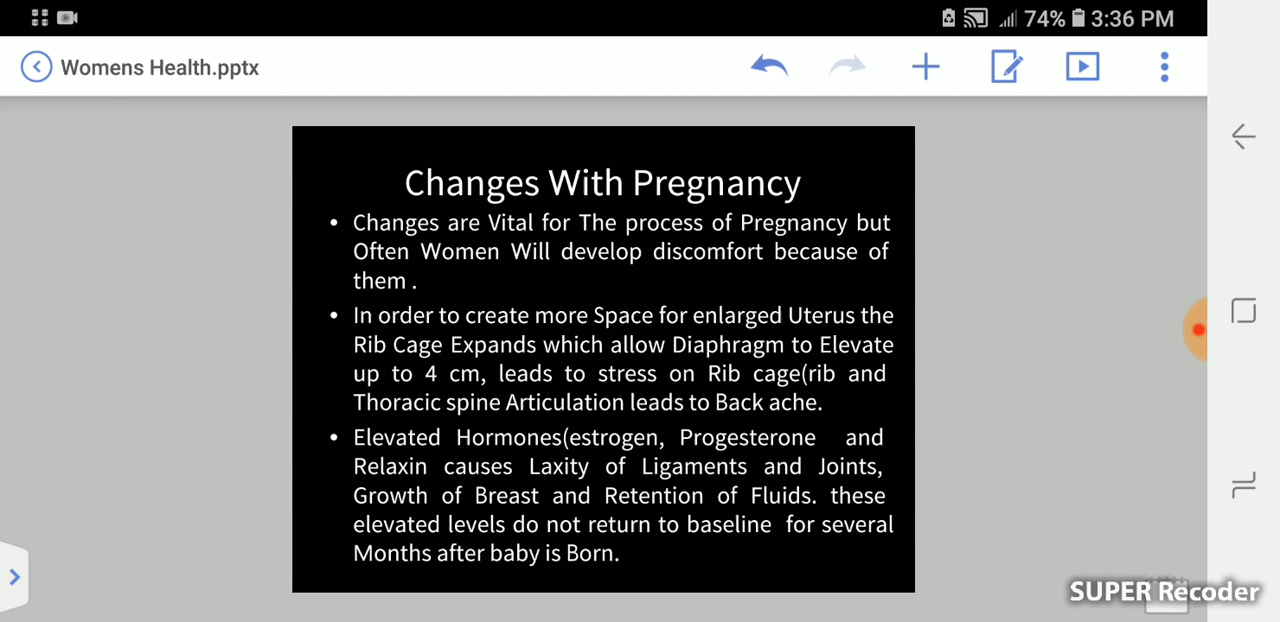 74% 3:36 PM
Womens Health.pptx
Changes With Pregnancy
• Changes are Vital for The process of Pregnancy but
Often Women Will develop discomfort because of
them .
• In order to create more Space for enlarged Uterus the
Rib Cage Expands which allow Diaphragm to Elevate
up to 4 cm, leads to stress on Rib cage(rib and
Thoracic spine Articulation leads to Back ache.
• Elevated Hormones(estrogen, Progesterone and
Relaxin causes Laxity of Ligaments and Joints,
Growth of Breast and Retention of Fluids. these
elevated levels do not return to baseline for several
Months after baby is Born.
SUPER Recoder